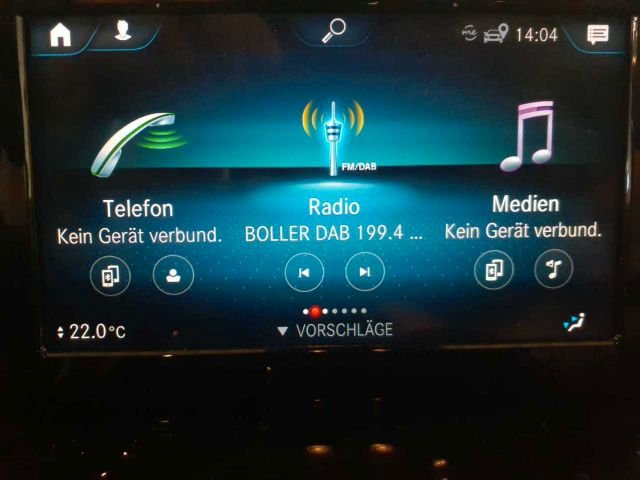 me
14:04
FM/DAB
Telefon
Radio
Medien
Kein Gerät verbund.
BOLLER DAB 199.4 ...
Kein Gerät verbund.
22.0°C
VORSCHLÄGE